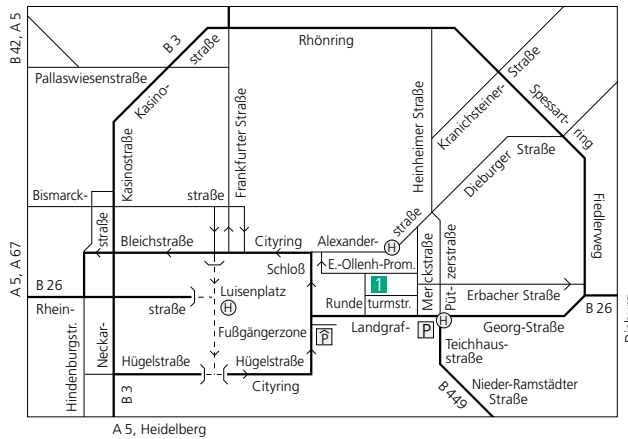 B 42, A 5
B 3
straße
Rhönring
Pallaswiesenstraße
Kasino-
Kasinostraße
Frankfurter Straße
Heinheimer Straße
Kranichsteiner-
Straße
Spessart-
ring
Dieburger
Straße
Bismarck-
straße
straße
Fiedlerweg
Bleichstraße
Cityring
Alexander-
H
straße
Merckstraße
Püt-
zerstraße
A 5, A 67
Schloß
E.-Ollenh-Prom.
1
B 26
Luisenplatz
H
Runde
turmstr.
Erbacher Straße
Rhein-
straße
Fußgängerzone
P
Landgraf-
P
H
Georg-Straße
B 26
Hindenburgstr.
Neckar-
Hügelstraße
Hügelstraße
Teichhaus-
straße
B 3
Cityring
B 449
Nieder-Ramstädter
Straße
A 5, Heidelberg